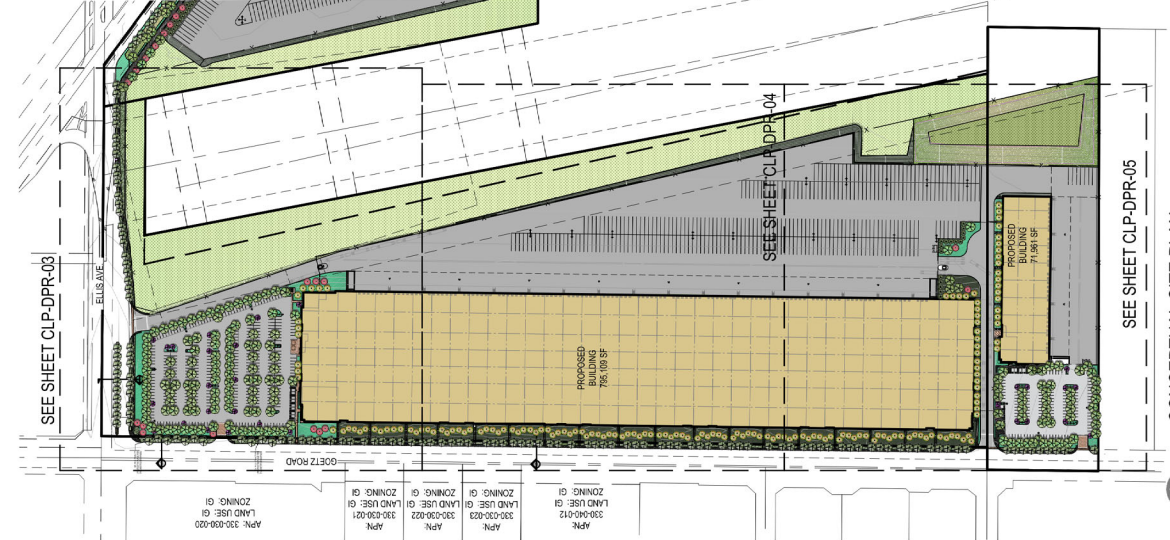 SEE SHEET CLP-DPR-03
ELLIS AVE
SEE SHEET CLP-DPR-04
SEE SHEET CLP-DPR-05
PROPOSED
BUILDING
795,109 SF
PROPOSED
BUILDING
71,961 SF
GOETZ ROAD
APN: 330-030-020
LAND USE: GI
ZONING: GI
APN:
330-030-021
LAND USE: GI
ZONING: GI
APN:
330-030-022
LAND USE: GI
ZONING: GI
APN:
330-030-023
LAND USE: GI
ZONING: GI
APN:
330-040-012
LAND USE: GI
ZONING: GI